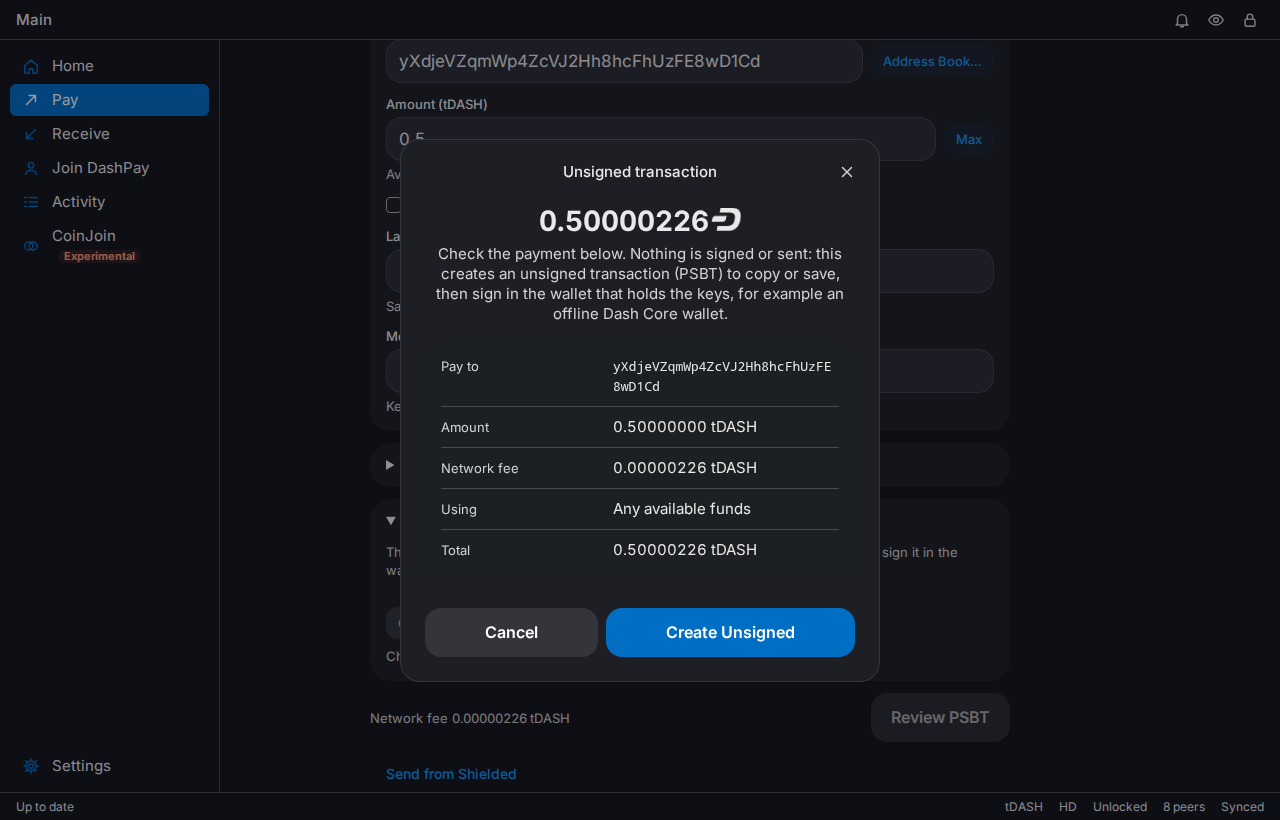 Main
Home
Pay
Receive
Join DashPay
Activity
CoinJoin
Experimental
Settings
yXdjeVZqmWp4ZcVJ2Hh8hcFhUzFE8wD1Cd
Address Book...
Amount (tDASH)
0.5
Max
Unsigned transaction
0.50000226
Check the payment below. Nothing is signed or sent: this
creates an unsigned transaction (PSBT) to copy or save,
then sign in the wallet that holds the keys, for example an
offline Dash Core wallet.
Pay to
yXdjeVZqmWp4ZcVJ2Hh8hcFhUzFE
8wD1Cd
Amount
0.50000000 tDASH
Network fee
0.00000226 tDASH
Using
Any available funds
Total
0.50000226 tDASH
sign it in the
Cancel
Create Unsigned
Network fee 0.00000226 tDASH
Review PSBT
Send from Shielded
Up to date
tDASH
HD
Unlocked
8 peers
Synced